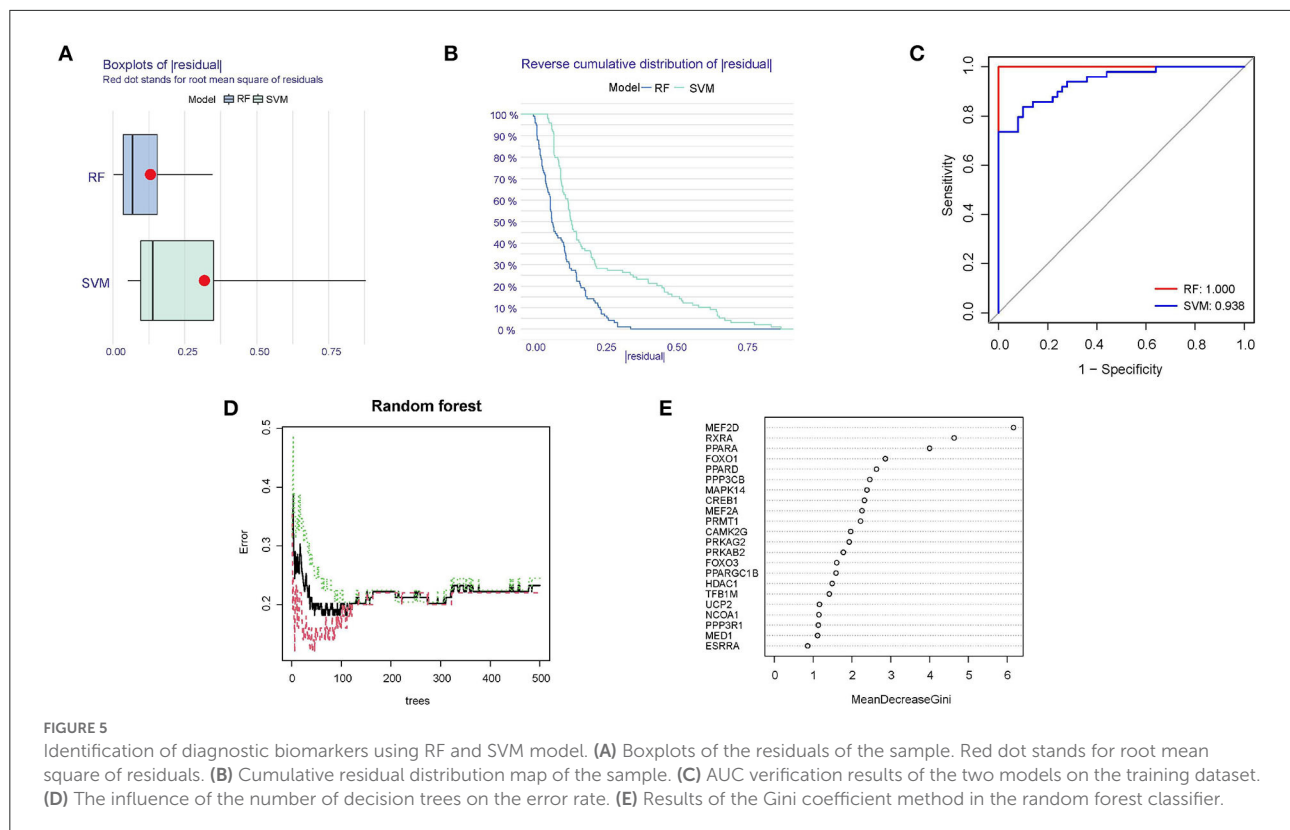 A
Boxplots of |residual|
Red dot stands for root mean square of residuals
Model RF SVM
RF
SVM
0.00 0.25 0.50 0.75
B
Reverse cumulative distribution of |residual|
Model RF SVM
100 %
90 %
80 %
70 %
60 %
50 %
40 %
30 %
20 %
10 %
0 %
0.00 0.25 0.50 0.75
|residual|
C
Sensitivity
1.0
0.8
0.6
0.4
0.2
0.0
RF: 1.000
SVM: 0.938
0.0 0.2 0.4 0.6 0.8 1.0
1 − Specificity
D
Random forest
Error
0.5
0.4
0.3
0.2
0 100 200 300 400 500
trees
E
MEF2D
RXRA
PPARA
FOXO1
PPARD
PPP3CB
MAPK14
CREB1
MEF2A
PRMT1
CAMK2G
PRKAG2
PRKAB2
FOXO3
PPARGC1B
HDAC1
TFB1M
UCP2
NCOA1
PPP3R1
MED1
ESRRA
0 1 2 3 4 5 6
MeanDecreaseGini
FIGURE 5
Identification of diagnostic biomarkers using RF and SVM model. (A) Boxplots of the residuals of the sample. Red dot stands for root mean
square of residuals. (B) Cumulative residual distribution map of the sample. (C) AUC verification results of the two models on the training dataset.
(D) The influence of the number of decision trees on the error rate. (E) Results of the Gini coefficient method in the random forest classifier.